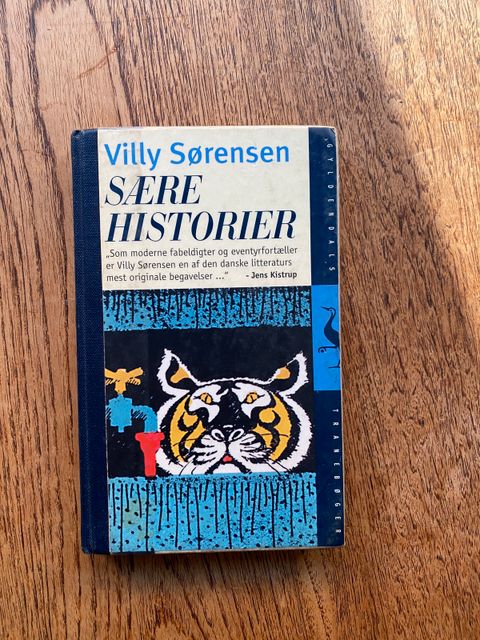 Villy Sørensen
SÆRE
HISTORIER
„Som moderne fabeldigter og eventyrfortæller
er Villy Sørensen en af den danske litteraturs
mest originale begavelser ...“ - Jens Kistrup
GYLDENDALS
TRANEBØGER